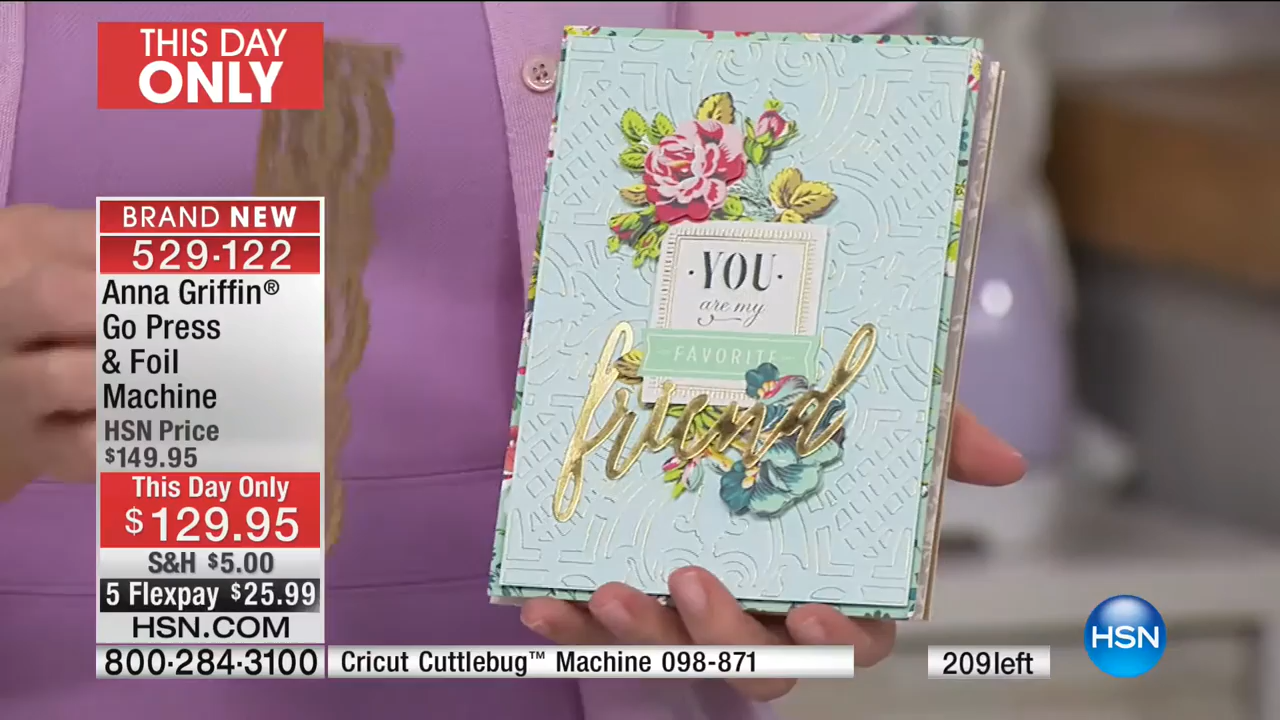 THIS DAY
ONLY
BRAND NEW
529·122
Anna Griffin®
Go Press
& Foil
Machine
HSN Price
$149.95
This Day Only
$129.95
S&H $5.00
5 Flexpay $25.99
HSN.COM
800·284·3100
Cricut Cuttlebug™ Machine 098-871
209left
HSN
·YOU·
are my
FAVORITE
friend